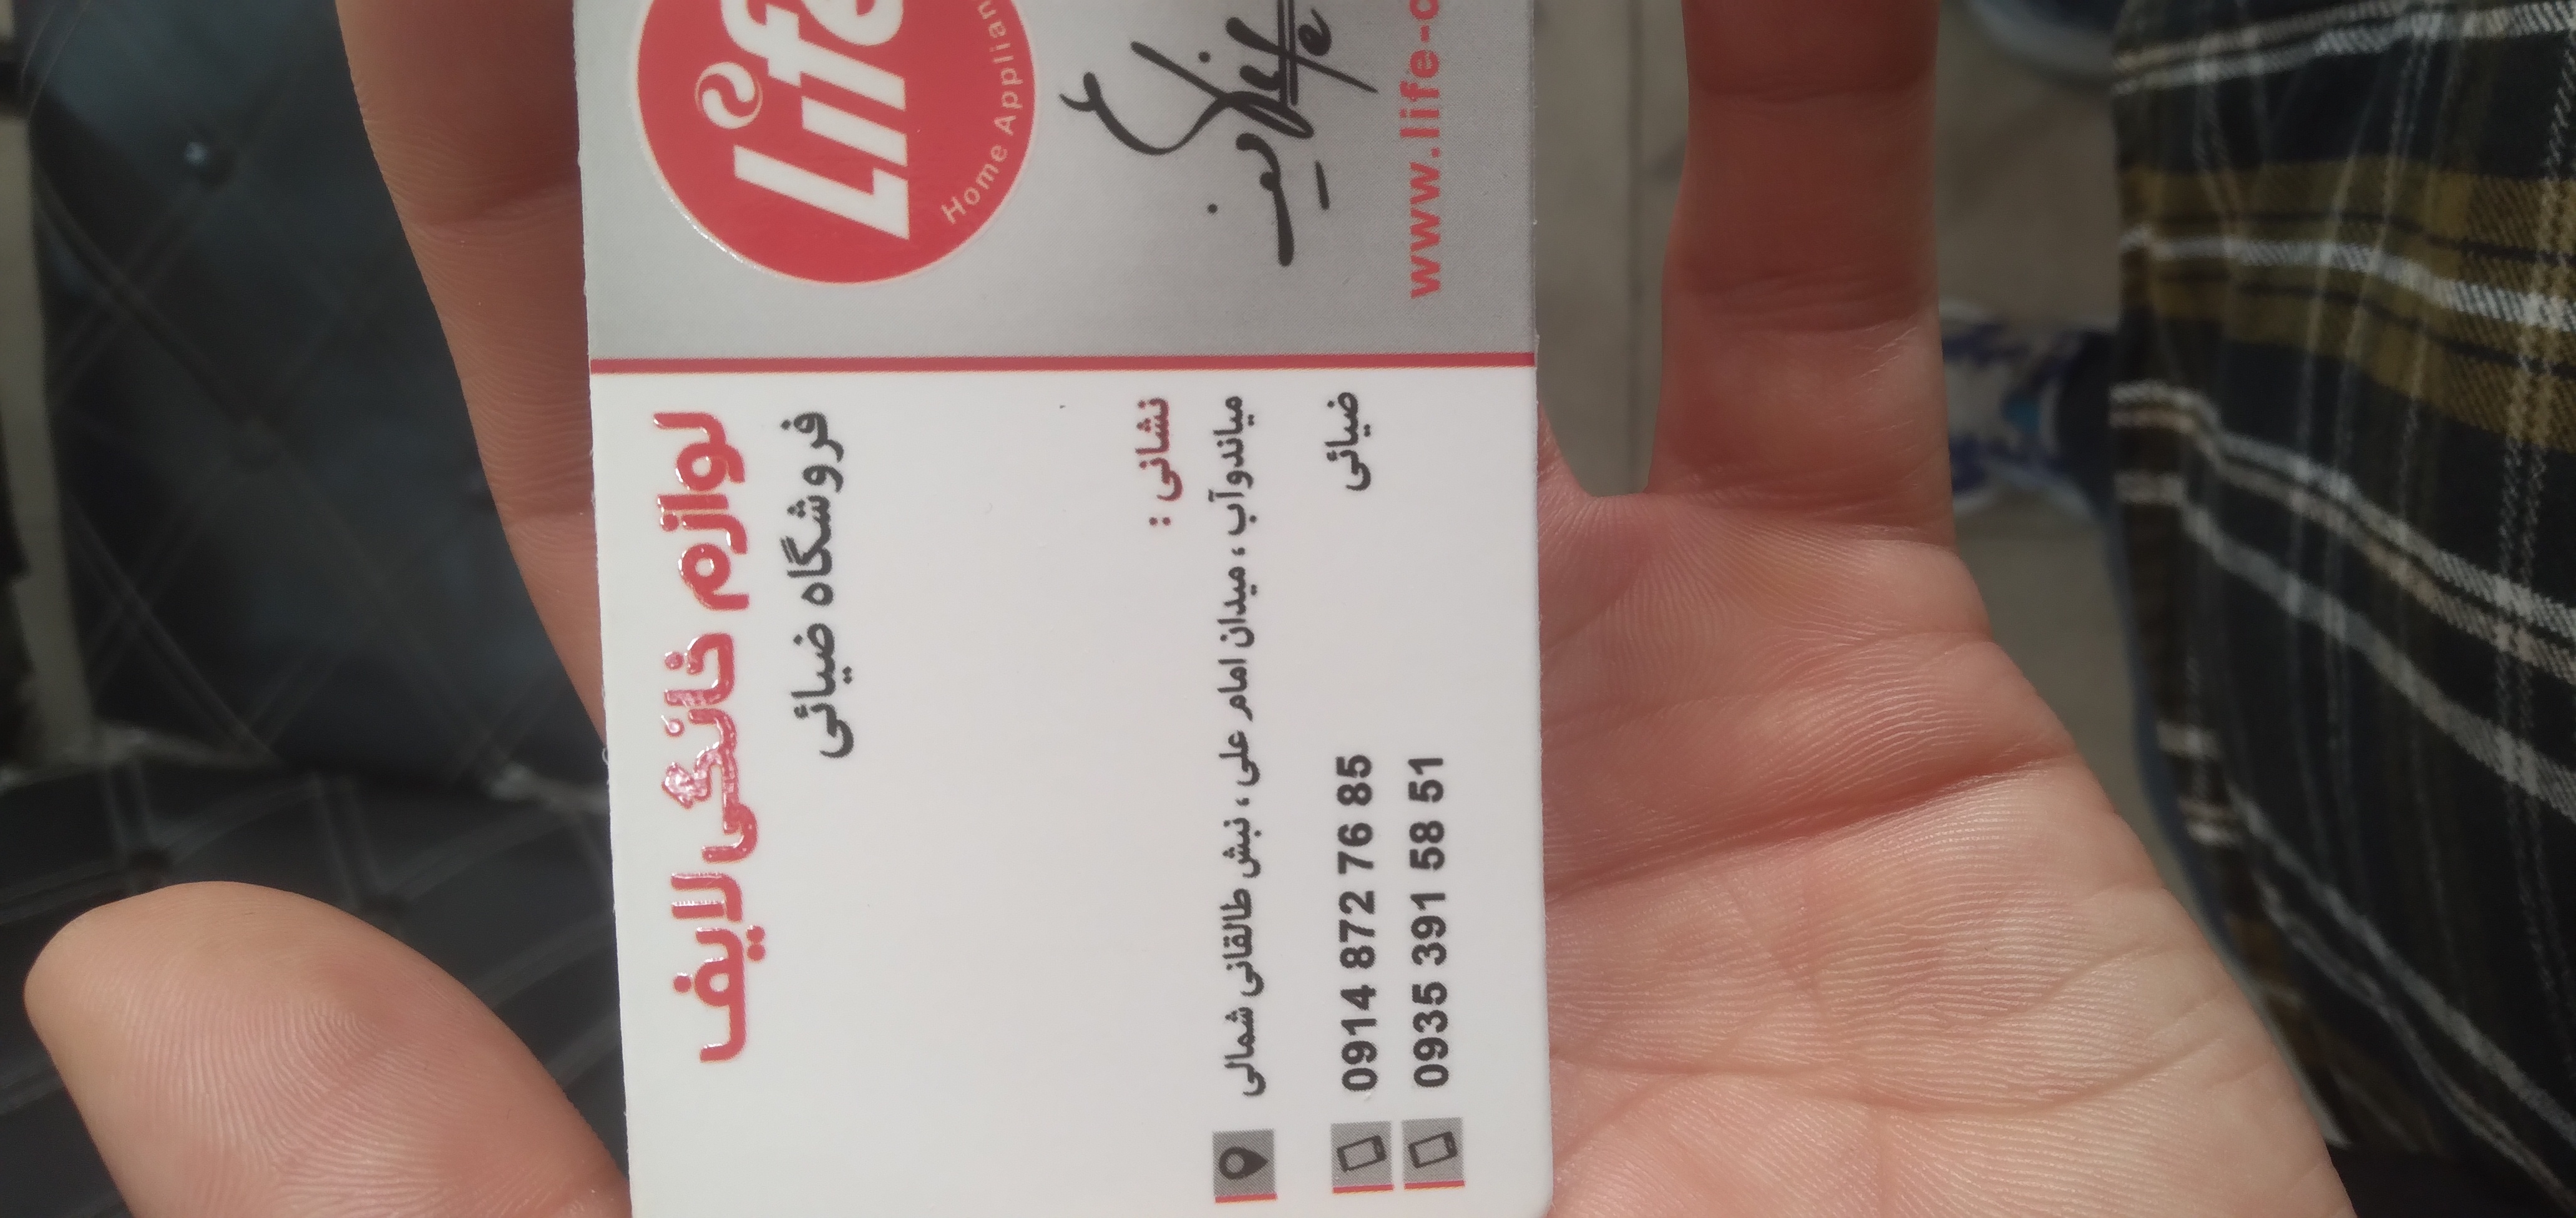 Life
Home Applian
www.life-c
لوازم خانگی لایف
فروشگاه ضیائی
نشانی :
میاندوآب ، میدان امام علی ، نبش طالقانی شمالی
ضیائی
0914 872 76 85
0935 391 58 51